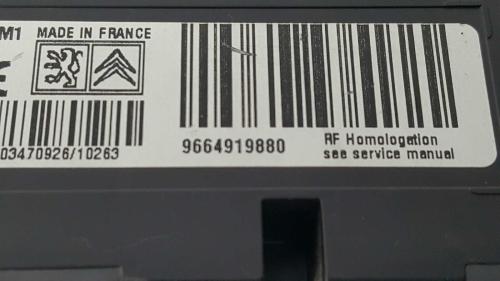 M1 MADE IN FRANCE
03470926/10263
9664919880
RF Homologation
see service manual